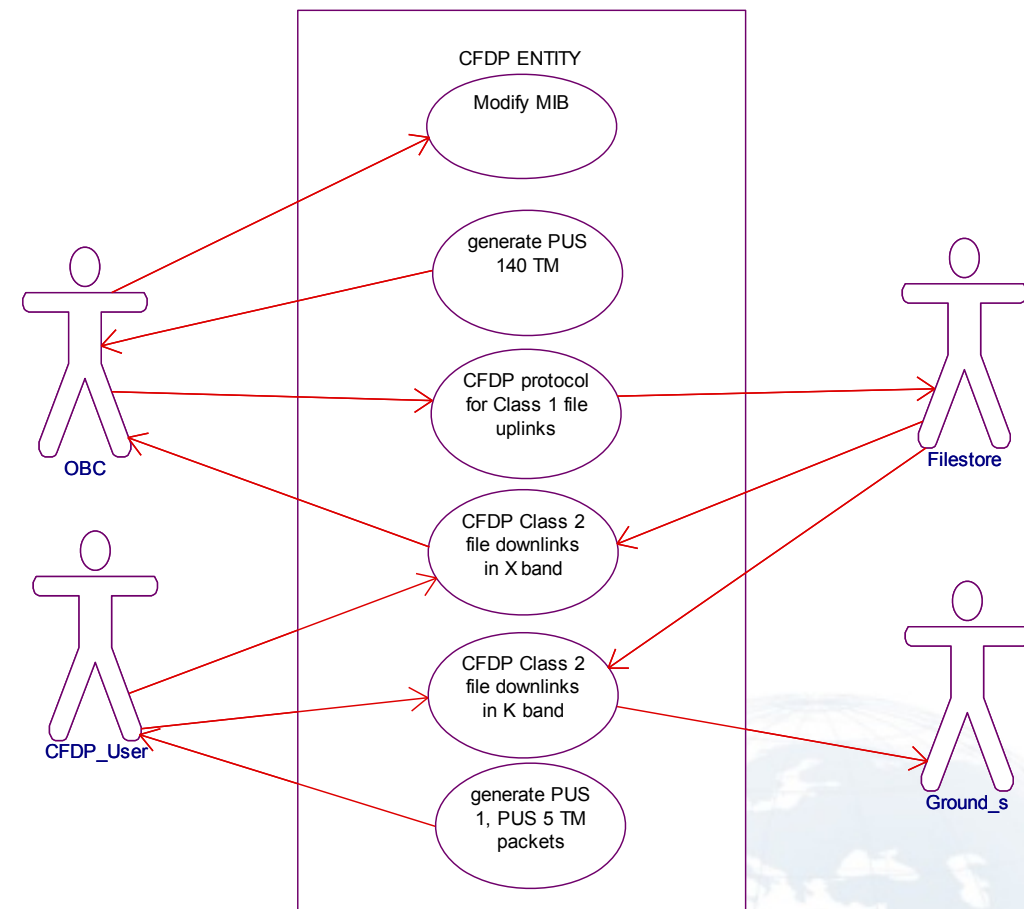 CFDP ENTITY
Modify MIB
generate PUS
140 TM
CFDP protocol
for Class 1 file
uplinks
OBC
Filestore
CFDP Class 2
file downlinks
in X band
CFDP Class 2
file downlinks
in K band
CFDP_User
Ground_s
generate PUS
1, PUS 5 TM
packets